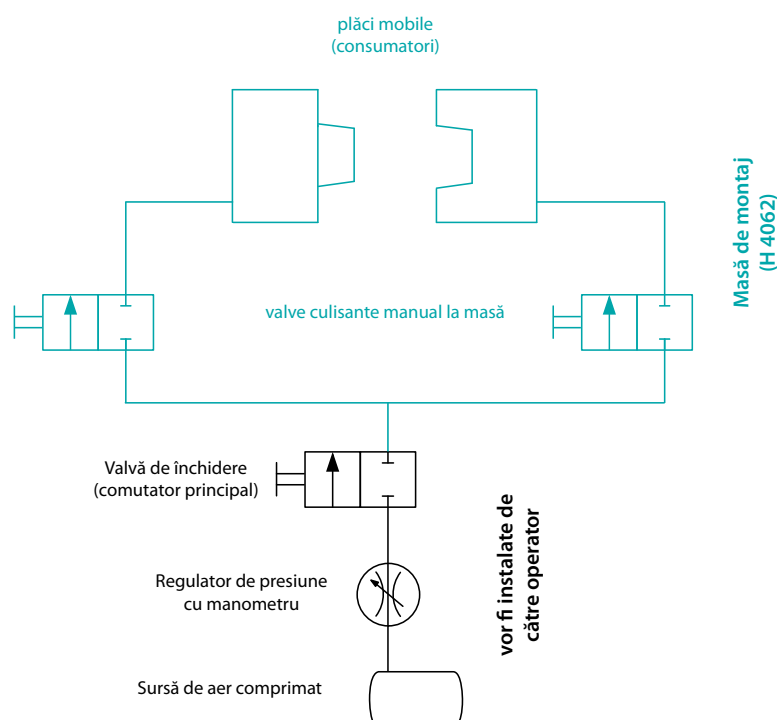 plăci mobile
(consumatori)
Masă de montaj
(H 4062)
valve culisante manual la masă
Valvă de închidere
(comutator principal)
vor fi instalate de
către operator
Regulator de presiune
cu manometru
Sursă de aer comprimat